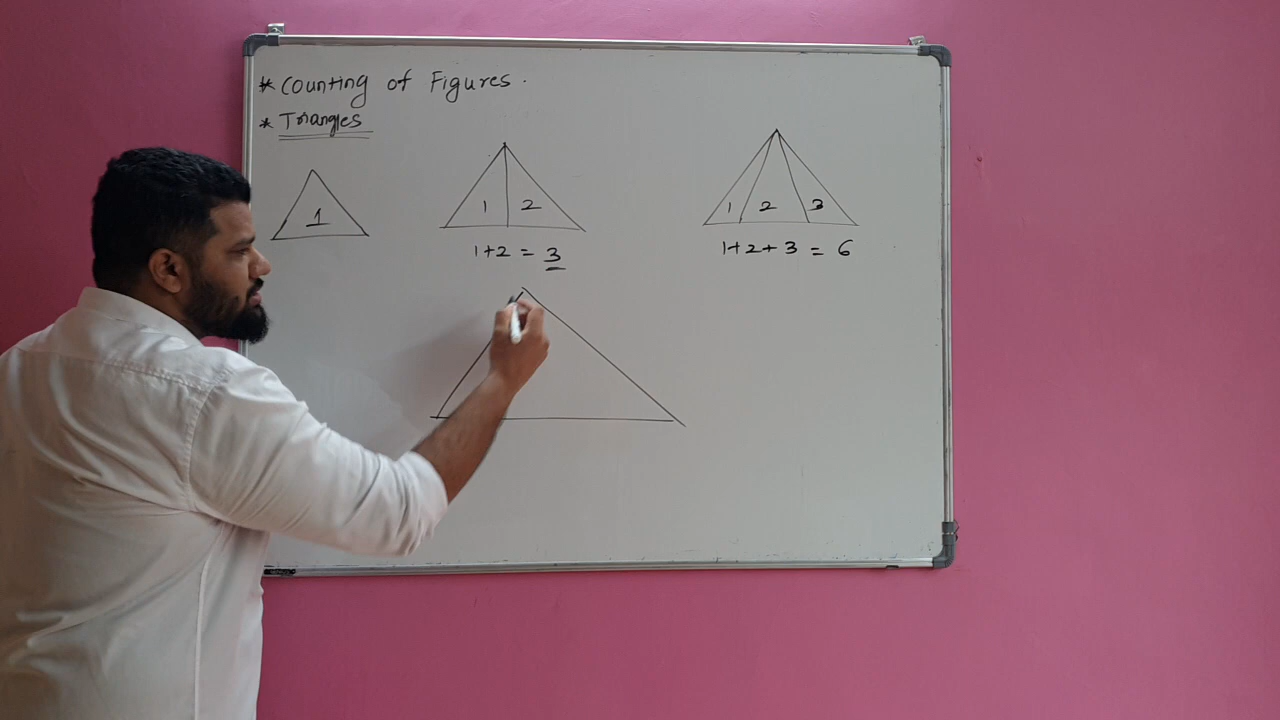 * Counting of Figures.
* Triangles
1
1 2
1+2 = 3
1 2 3
1+2+3 = 6